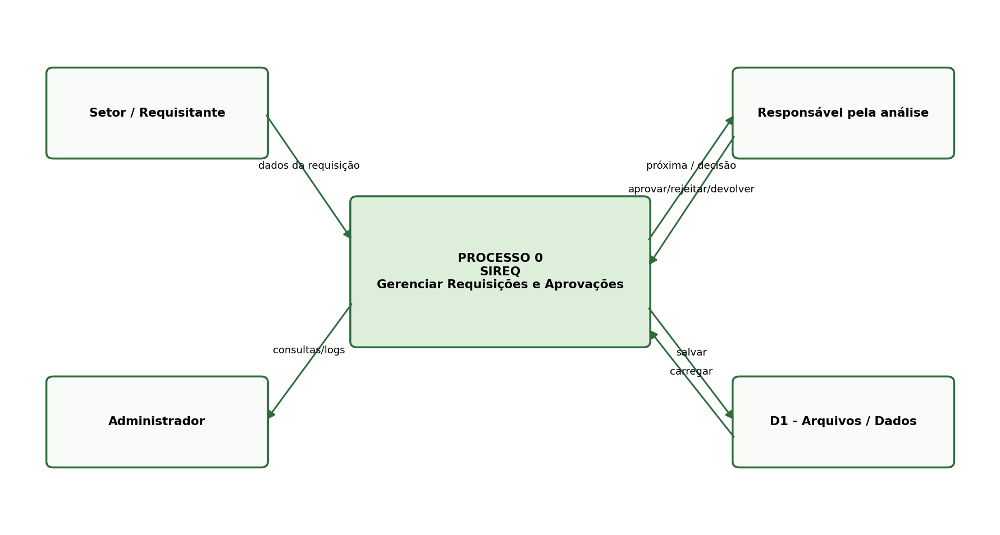 Setor / Requisitante
Responsável pela análise
dados da requisição
próxima / decisão
aprovar/rejeitar/devolver
PROCESSO 0
SIREQ
Gerenciar Requisições e Aprovações
consultas/logs
salvar
carregar
Administrador
D1 - Arquivos / Dados